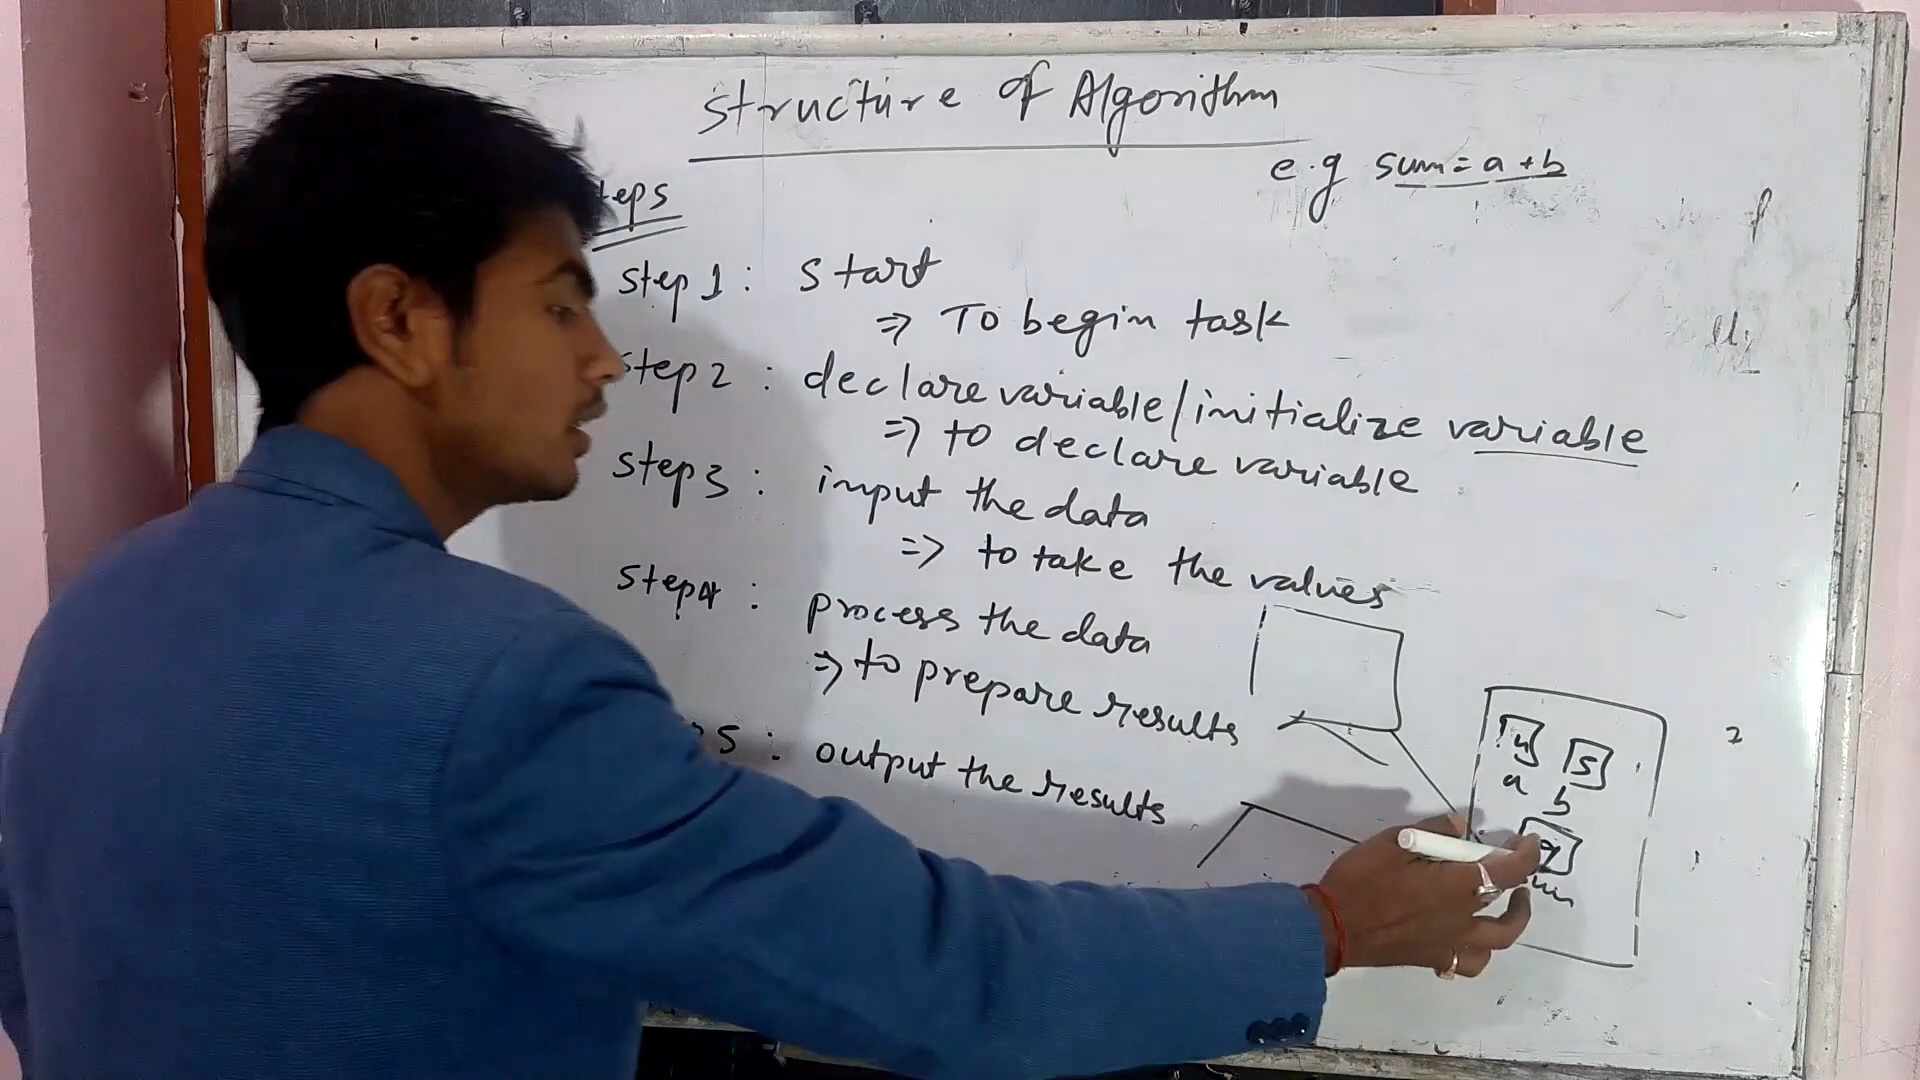 Structure of Algorithm
e.g sum = a + b
teps
Step 1 : Start
=> To begin task
step 2 : declare variable/initialize variable
=> to declare variable
Step 3 : input the data
=> to take the values
Step 4 : process the data
=> to prepare results
5 : output the results
4
5
a
b
9